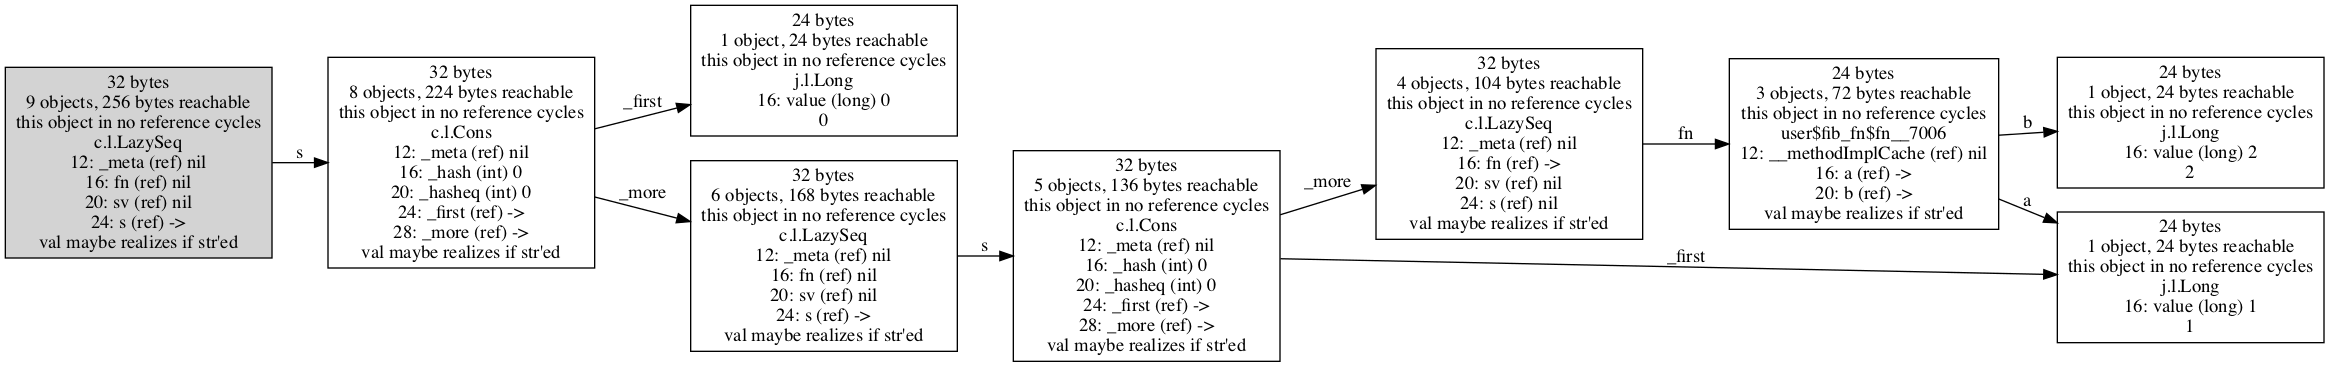 32 bytes
9 objects, 256 bytes reachable
this object in no reference cycles
c.l.LazySeq
12: _meta (ref) nil
16: fn (ref) nil
20: sv (ref) nil
24: s (ref) ->
val maybe realizes if str'ed
s
32 bytes
8 objects, 224 bytes reachable
this object in no reference cycles
c.l.Cons
12: _meta (ref) nil
16: _hash (int) 0
20: _hasheq (int) 0
24: _first (ref) ->
28: _more (ref) ->
val maybe realizes if str'ed
_first
_more
24 bytes
1 object, 24 bytes reachable
this object in no reference cycles
j.l.Long
16: value (long) 0
0
32 bytes
6 objects, 168 bytes reachable
this object in no reference cycles
c.l.LazySeq
12: _meta (ref) nil
16: fn (ref) nil
20: sv (ref) nil
24: s (ref) ->
val maybe realizes if str'ed
s
32 bytes
5 objects, 136 bytes reachable
this object in no reference cycles
c.l.Cons
12: _meta (ref) nil
16: _hash (int) 0
20: _hasheq (int) 0
24: _first (ref) ->
28: _more (ref) ->
val maybe realizes if str'ed
_more
_first
32 bytes
4 objects, 104 bytes reachable
this object in no reference cycles
c.l.LazySeq
12: _meta (ref) nil
16: fn (ref) ->
20: sv (ref) nil
24: s (ref) nil
val maybe realizes if str'ed
fn
24 bytes
3 objects, 72 bytes reachable
this object in no reference cycles
user$fib_fn$fn__7006
12: __methodImplCache (ref) nil
16: a (ref) ->
20: b (ref) ->
val maybe realizes if str'ed
b
a
24 bytes
1 object, 24 bytes reachable
this object in no reference cycles
j.l.Long
16: value (long) 2
2
24 bytes
1 object, 24 bytes reachable
this object in no reference cycles
j.l.Long
16: value (long) 1
1